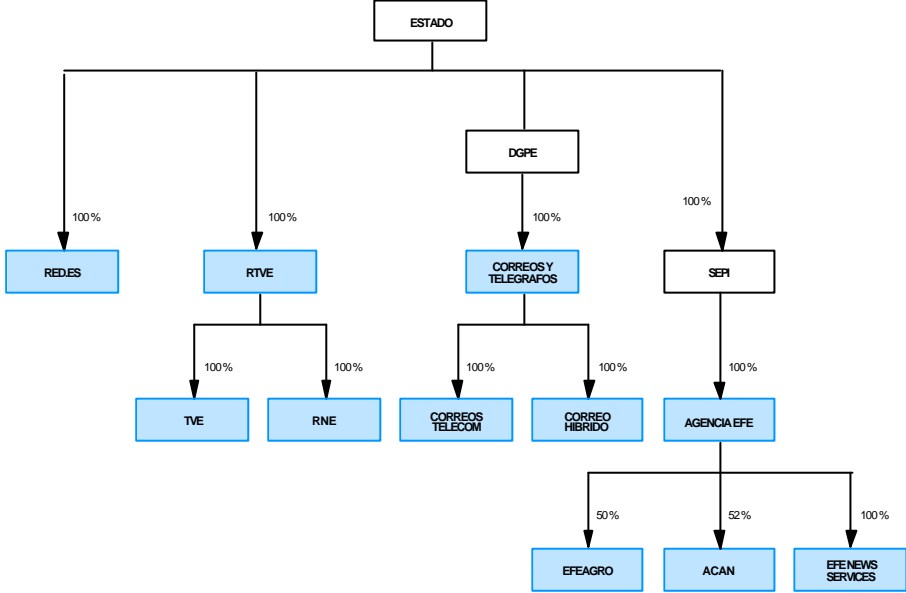 ESTADO
DGPE
100%
100%
100%
100%
RED.ES
RTVE
CORREOS Y
TELEGRAFOS
SEPI
100%
100%
100%
100%
100%
TVE
RNE
CORREOS
TELECOM
CORREO
HIBRIDO
AGENCIA EFE
50%
52%
100%
EFEAGRO
ACAN
EFE NEWS
SERVICES